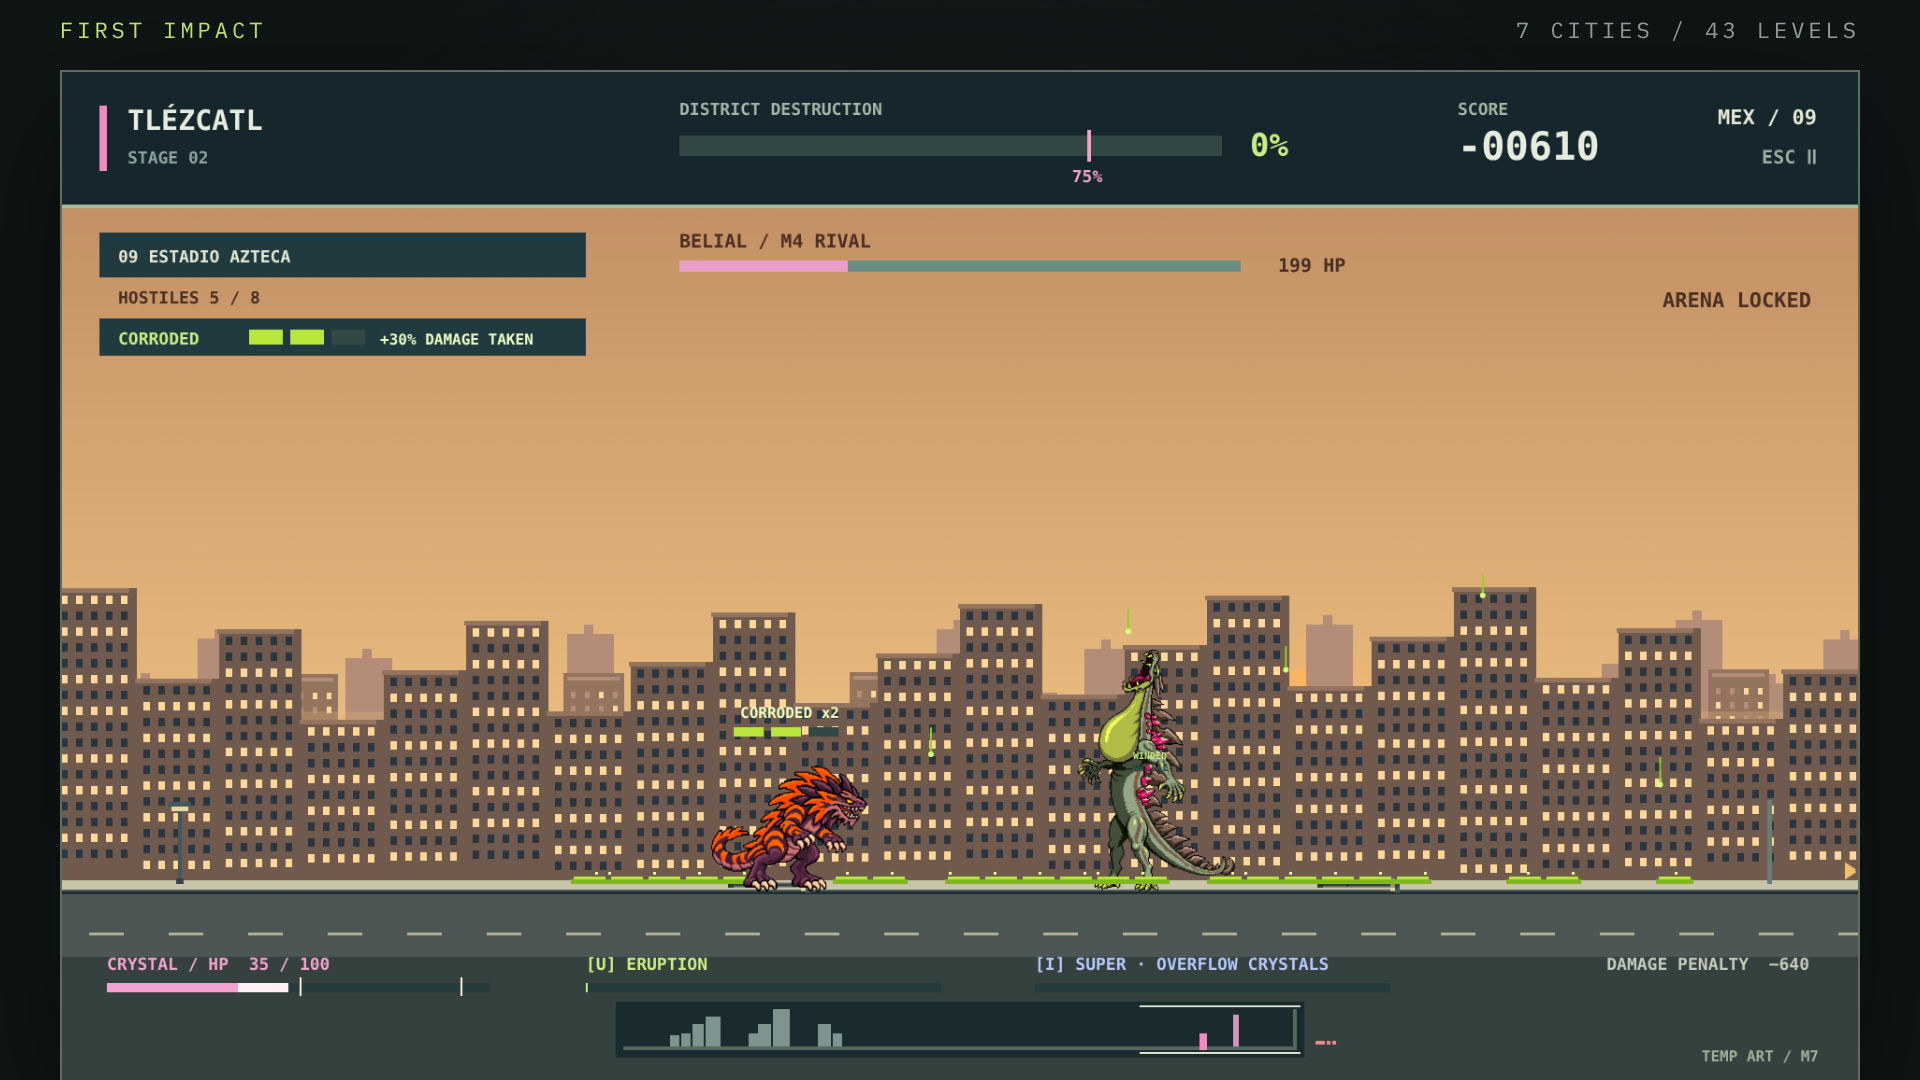 FIRST IMPACT
7 CITIES / 43 LEVELS
TLÉZCATL
STAGE 02
DISTRICT DESTRUCTION
0%
75%
SCORE
-00610
MEX / 09
ESC II
09 ESTADIO AZTECA
HOSTILES 5 / 8
CORRODED +30% DAMAGE TAKEN
BELIAL / M4 RIVAL
199 HP
ARENA LOCKED
CORRODED x2
WINDED
CRYSTAL / HP 35 / 100
[U] ERUPTION
[I] SUPER · OVERFLOW CRYSTALS
DAMAGE PENALTY −640
TEMP ART / M7